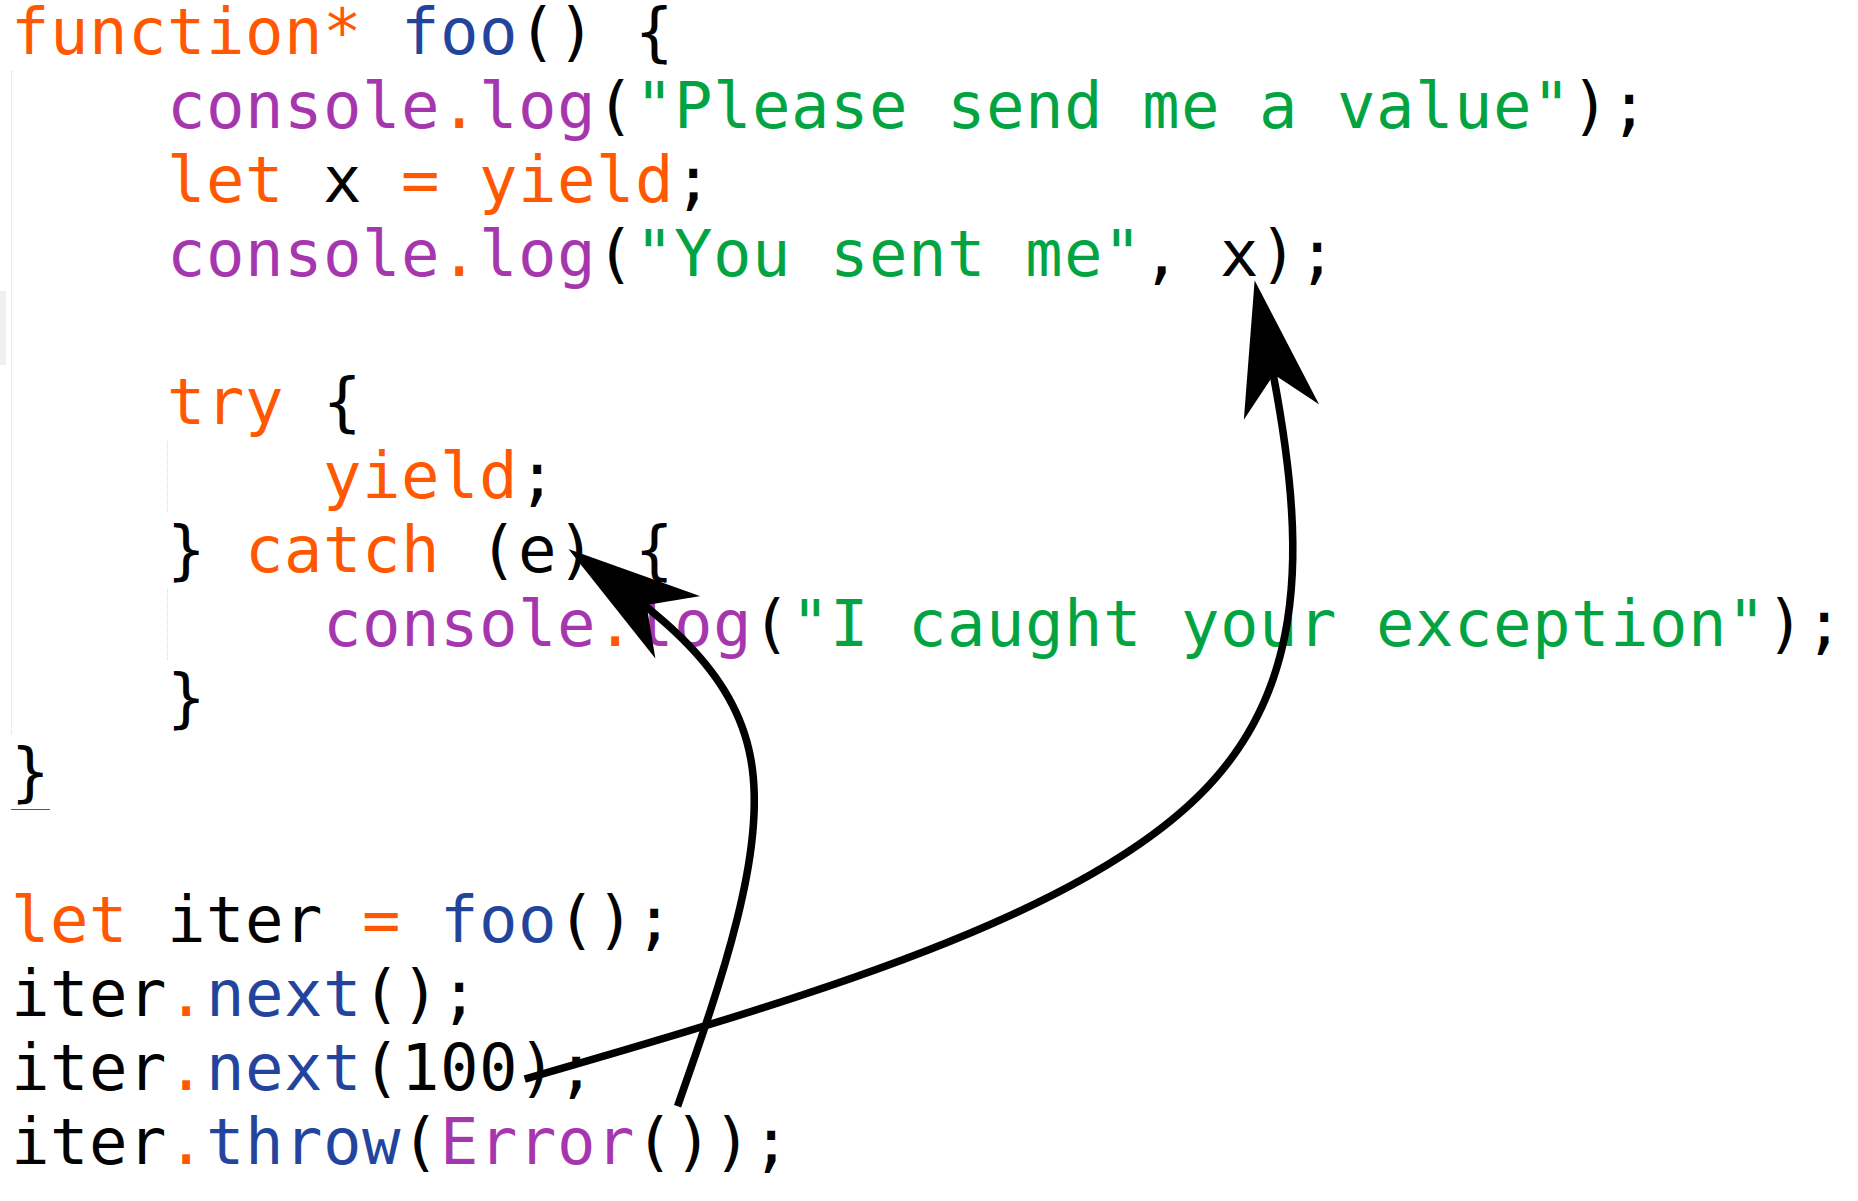 function* foo() {
    console.log("Please send me a value");
    let x = yield;
    console.log("You sent me", x);

    try {
        yield;
    } catch (e) {
        console.log("I caught your exception");
    }
}

let iter = foo();
iter.next();
iter.next(100);
iter.throw(Error());